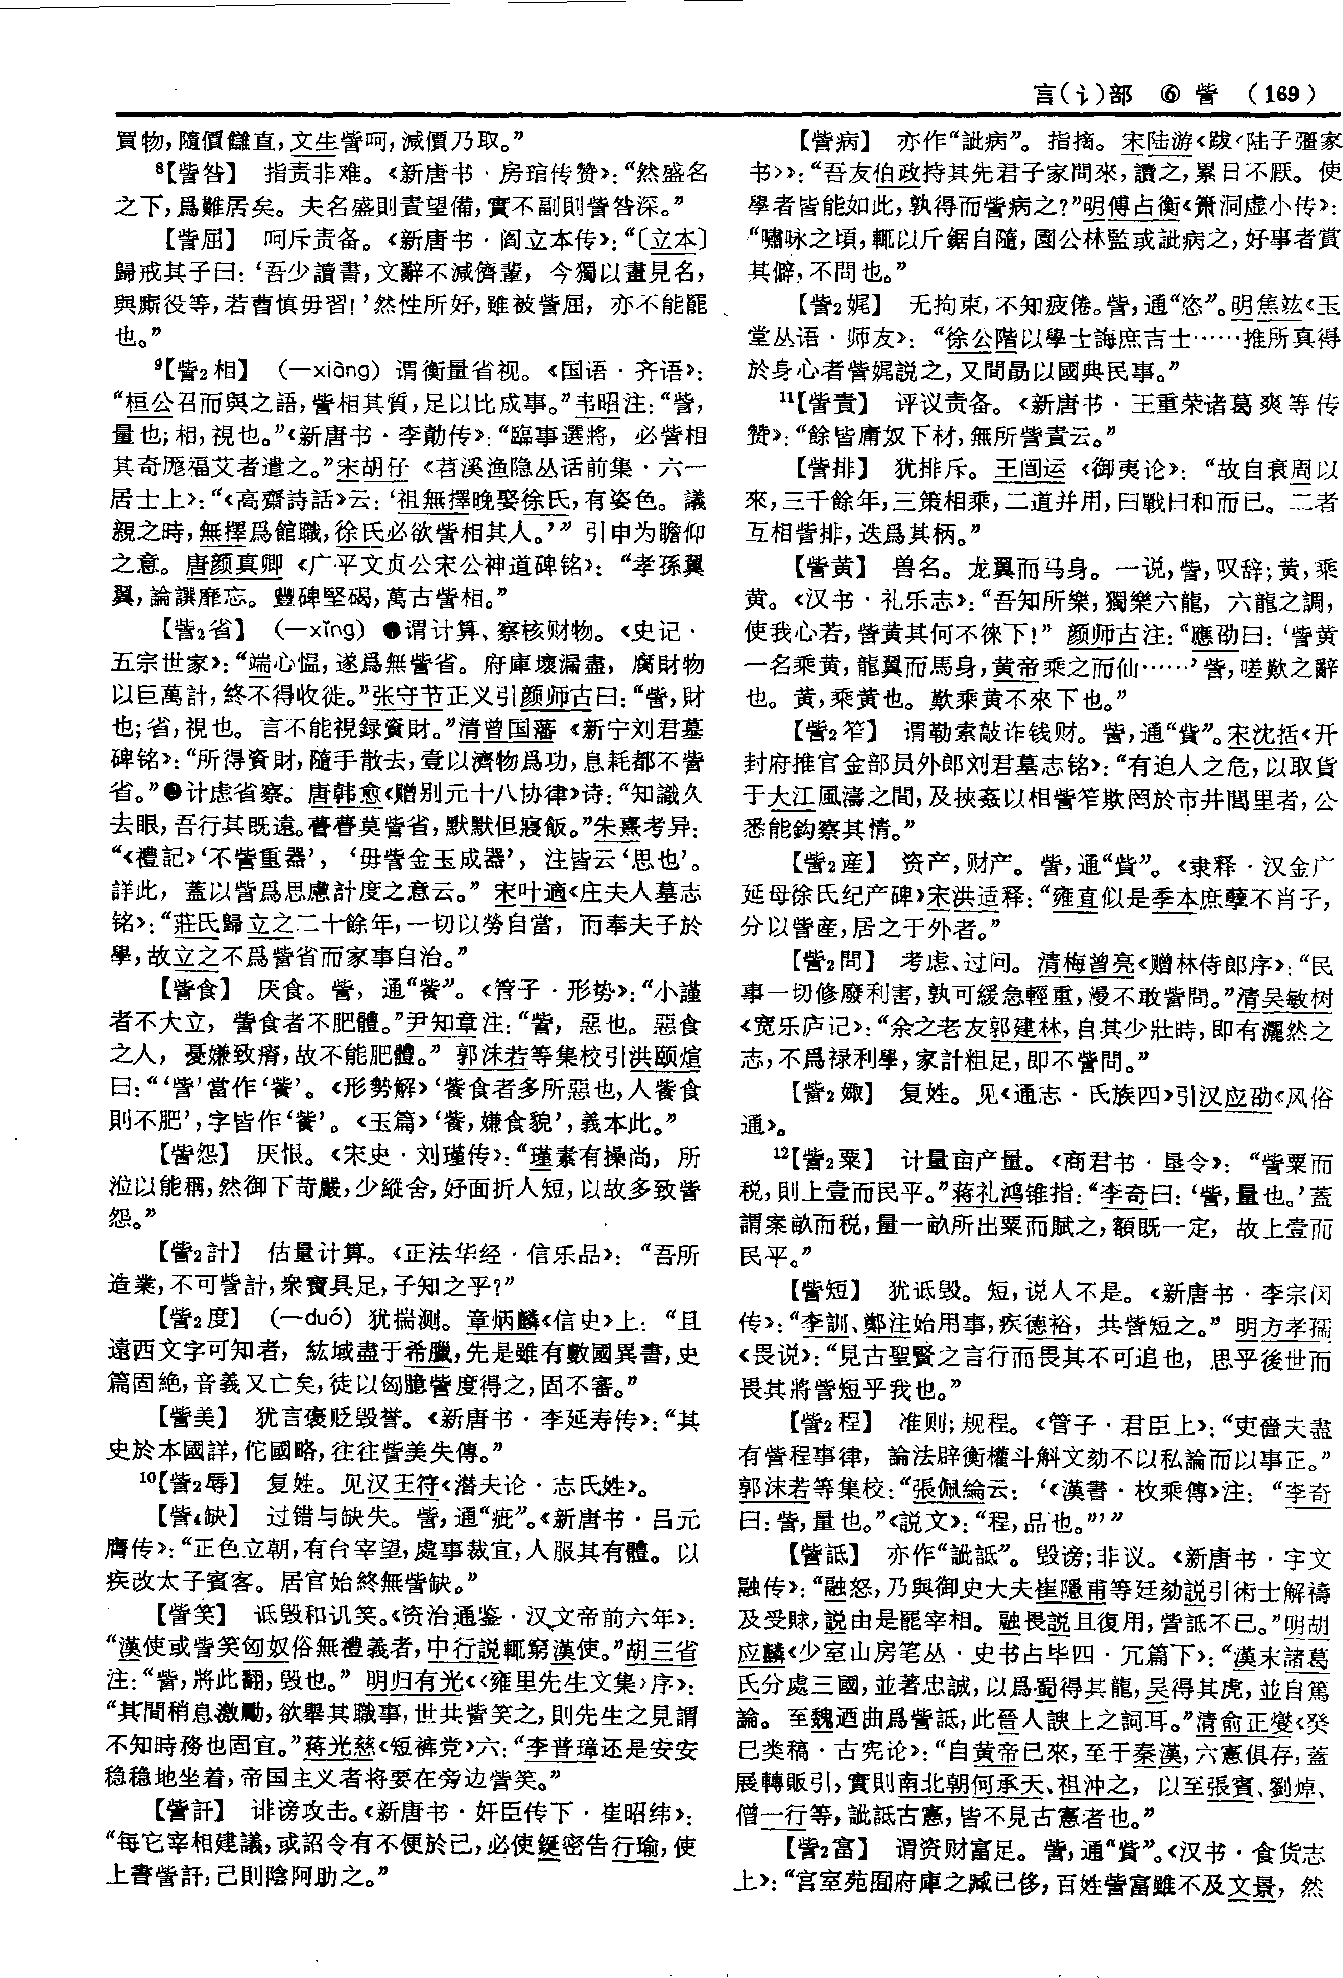 言(讠)部 ⑥ 訾 (169)
買物,隨價讎直,文生訾呵,減價乃取。”
⁸【訾咎】 指责非难。《新唐书·房琯传赞》:“然盛名
之下,爲難居矣。夫名盛則責望備,實不副則訾咎深。”
【訾屈】 呵斥责备。《新唐书·阎立本传》:“〔立本〕
歸戒其子曰:‘吾少讀書,文辭不減儕輩,今獨以畫見名,
與廝役等,若曹慎毋習!’然性所好,雖被訾屈,亦不能罷
也。”
⁹【訾₂相】 (—xiàng) 谓衡量省视。《国语·齐语》:
“桓公召而與之語,訾相其質,足以比成事。”韦昭注:“訾,
量也;相,視也。”《新唐书·李勣传》:“臨事選將,必訾相
其奇厖福艾者遣之。”宋胡仔《苕溪渔隐丛话前集·六一
居士上》:“《高齋詩話》云:‘祖無擇晚娶徐氏,有姿色。議
親之時,無擇爲館職,徐氏必欲訾相其人。’” 引申为瞻仰
之意。唐颜真卿《广平文贞公宋公神道碑铭》:“孝孫翼
翼,論譔靡忘。豐碑堅碣,萬古訾相。”
【訾₂省】 (—xǐng) ❶谓计算、察核财物。《史记·
五宗世家》:“端心慍,遂爲無訾省。府庫壞漏盡,腐財物
以巨萬計,終不得收徙。”张守节正义引颜师古曰:“訾,財
也;省,視也。言不能視録資財。”清曾国藩《新宁刘君墓
碑铭》:“所得資財,隨手散去,壹以濟物爲功,息耗都不訾
省。”❷计虑省察。唐韩愈《赠别元十八协律》诗:“知識久
去眼,吾行其既遠。瞢瞢莫訾省,默默但寢飯。”朱熹考异:
“《禮記》‘不訾重器’,‘毋訾金玉成器’,注皆云‘思也’。
詳此,蓋以訾爲思慮計度之意云。” 宋叶適《庄夫人墓志
铭》:“莊氏歸立之二十餘年,一切以勞自當,而奉夫子於
學,故立之不爲訾省而家事自治。”
【訾食】 厌食。訾,通“䬳”。《管子·形势》:“小謹
者不大立,訾食者不肥體。”尹知章注:“訾,惡也。惡食
之人,憂嫌致瘠,故不能肥體。” 郭沫若等集校引洪颐煊
曰:“‘訾’當作‘䬳’。《形勢解》‘䬳食者多所惡也,人䬳食
則不肥’,字皆作‘䬳’。《玉篇》‘䬳,嫌食貌’,義本此。”
【訾怨】 厌恨。《宋史·刘瑾传》:“瑾素有操尚,所
涖以能稱,然御下苛嚴,少縱舍,好面折人短,以故多致訾
怨。”
【訾₂計】 估量计算。《正法华经·信乐品》:“吾所
造業,不可訾計,衆寶具足,子知之乎?”
【訾₂度】 (—duó) 犹揣测。章炳麟《信史》上:“且
遠西文字可知者,紘域盡于希臘,先是雖有數國異書,史
篇固絶,音義又亡矣,徒以匈臆訾度得之,固不審。”
【訾美】 犹言褒贬毁誉。《新唐书·李延寿传》:“其
史於本國詳,佗國略,往往訾美失傳。”
¹⁰【訾₂辱】 复姓。见汉王符《潜夫论·志氏姓》。
【訾₄缺】 过错与缺失。訾,通“疵”。《新唐书·吕元
膺传》:“正色立朝,有台宰望,處事裁宜,人服其有體。以
疾改太子賓客。居官始終無訾缺。”
【訾笑】 诋毁和讥笑。《资治通鉴·汉文帝前六年》:
“漢使或訾笑匈奴俗無禮義者,中行説輒窮漢使。”胡三省
注:“訾,將此翻,毁也。” 明归有光《〈雍里先生文集〉序》:
“其間稍息激勵,欲舉其職事,世共訾笑之,則先生之見謂
不知時務也固宜。”蒋光慈《短裤党》六:“李普璋还是安安
稳稳地坐着,帝国主义者将要在旁边訾笑。”
【訾訐】 诽谤攻击。《新唐书·奸臣传下·崔昭纬》:
“每它宰相建議,或詔令有不便於己,必使鋋密告行瑜,使
上書訾訐,己則陰阿助之。”
【訾病】 亦作“訿病”。指摘。宋陆游《跋〈陆子彊家
书〉》:“吾友伯政持其先君子家問來,讀之,累日不厭。使
學者皆能如此,孰得而訾病之?”明傅占衡《箫洞虚小传》:
“嘯咏之頃,輒以斤鋸自隨,園公林監或訿病之,好事者賞
其僻,不問也。”
【訾₂娓】 无拘束,不知疲倦。訾,通“恣”。明焦竑《玉
堂丛语·师友》:“徐公階以學士誨庶吉士……推所真得
於身心者訾娓説之,又間勗以國典民事。”
¹¹【訾責】 评议责备。《新唐书·王重荣诸葛爽等传
赞》:“餘皆庸奴下材,無所訾責云。”
【訾排】 犹排斥。王闿运《御夷论》:“故自衰周以
來,三千餘年,三策相乘,二道并用,曰戰曰和而已。二者
互相訾排,迭爲其柄。”
【訾黄】 兽名。龙翼而马身。一说,訾,叹辞;黄,乘
黄。《汉书·礼乐志》:“吾知所樂,獨樂六龍,六龍之調,
使我心若,訾黄其何不徠下!” 颜师古注:“應劭曰:‘訾黄
一名乘黄,龍翼而馬身,黄帝乘之而仙……’訾,嗟歎之辭
也。黄,乘黄也。歎乘黄不來下也。”
【訾₂笮】 谓勒索敲诈钱财。訾,通“貲”。宋沈括《开
封府推官金部员外郎刘君墓志铭》:“有迫人之危,以取貨
于大江風濤之間,及挾姦以相訾笮欺罔於市井閭里者,公
悉能鈎察其情。”
【訾₂産】 资产,财产。訾,通“貲”。《隶释·汉金广
延母徐氏纪产碑》宋洪适释:“雍直似是季本庶孽不肖子,
分以訾産,居之于外者。”
【訾₂問】 考虑、过问。清梅曾亮《赠林侍郎序》:“民
事一切修廢利害,孰可緩急輕重,漫不敢訾問。”清吴敏树
《宽乐庐记》:“余之老友郭建林,自其少壯時,即有灑然之
志,不爲禄利學,家計粗足,即不訾問。”
【訾₂娵】 复姓。见《通志·氏族四》引汉应劭《风俗
通》。
¹²【訾₂粟】 计量亩产量。《商君书·垦令》:“訾粟而
税,則上壹而民平。”蒋礼鸿锥指:“李奇曰:‘訾,量也。’蓋
謂案畝而税,量一畝所出粟而賦之,額既一定,故上壹而
民平。”
【訾短】 犹诋毁。短,说人不是。《新唐书·李宗闵
传》:“李訓、鄭注始用事,疾德裕,共訾短之。” 明方孝孺
《畏说》:“見古聖賢之言行而畏其不可追也,思乎後世而
畏其將訾短乎我也。”
【訾₂程】 准则;规程。《管子·君臣上》:“吏嗇夫盡
有訾程事律,論法辟衡權斗斛文劾不以私論而以事正。”
郭沫若等集校:“張佩綸云:‘《漢書·枚乘傳》注:“李奇
曰:訾,量也。”《説文》:“程,品也。”’”
【訾詆】 亦作“訿詆”。毁谤;非议。《新唐书·宇文
融传》:“融怒,乃與御史大夫崔隱甫等廷劾説引術士解禱
及受賕,説由是罷宰相。融畏説且復用,訾詆不已。”明胡
应麟《少室山房笔丛·史书占毕四·冗篇下》:“漢末諸葛
氏分處三國,並著忠誠,以爲蜀得其龍,吴得其虎,並自篤
論。至魏迺曲爲訾詆,此晉人諛上之詞耳。”清俞正燮《癸
巳类稿·古宪论》:“自黄帝已來,至于秦漢,六憲俱存,蓋
展轉販引,實則南北朝何承天、祖沖之,以至張賓、劉焯、
僧一行等,訿詆古憲,皆不見古憲者也。”
【訾₂富】 谓资财富足。訾,通“貲”。《汉书·食货志
上》:“宫室苑囿府庫之臧已侈,百姓訾富雖不及文景,然